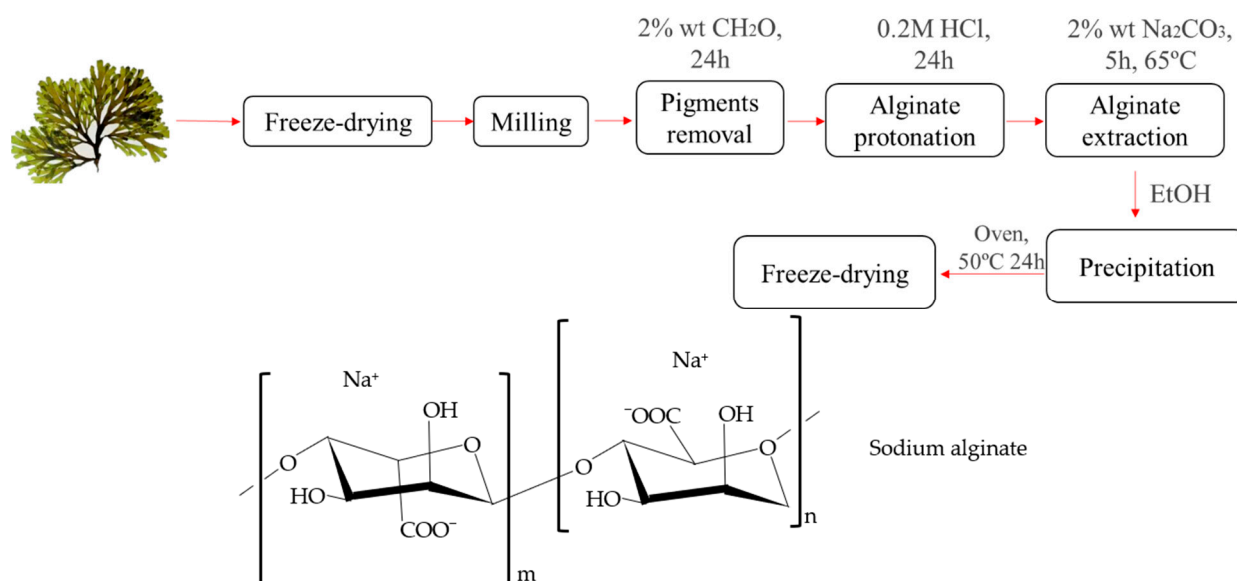 2% wt CH₂O,
24h
0.2M HCl,
24h
2% wt Na₂CO₃,
5h, 65ºC
Freeze-drying
Milling
Pigments
removal
Alginate
protonation
Alginate
extraction
EtOH
Oven,
50ºC 24h
Freeze-drying
Precipitation
Na⁺
OH
O
O
HO
COO⁻
m
Na⁺
⁻OOC
OH
O
O
HO
n
Sodium alginate